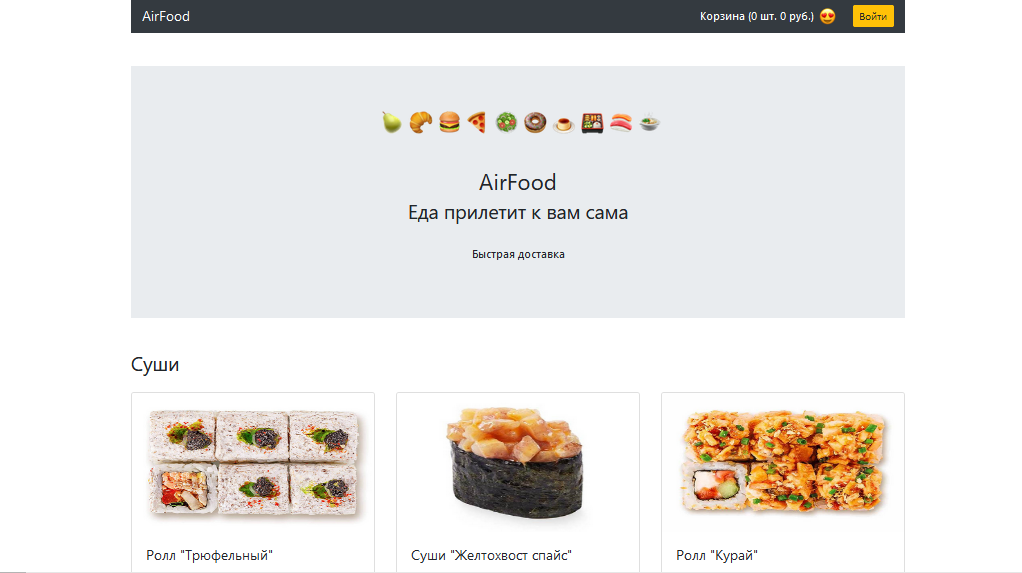 AirFood
Корзина (0 шт. 0 руб.)
Войти
AirFood
Еда прилетит к вам сама
Быстрая доставка
Суши
Ролл "Трюфельный"
Суши "Желтохвост спайс"
Ролл "Курай"